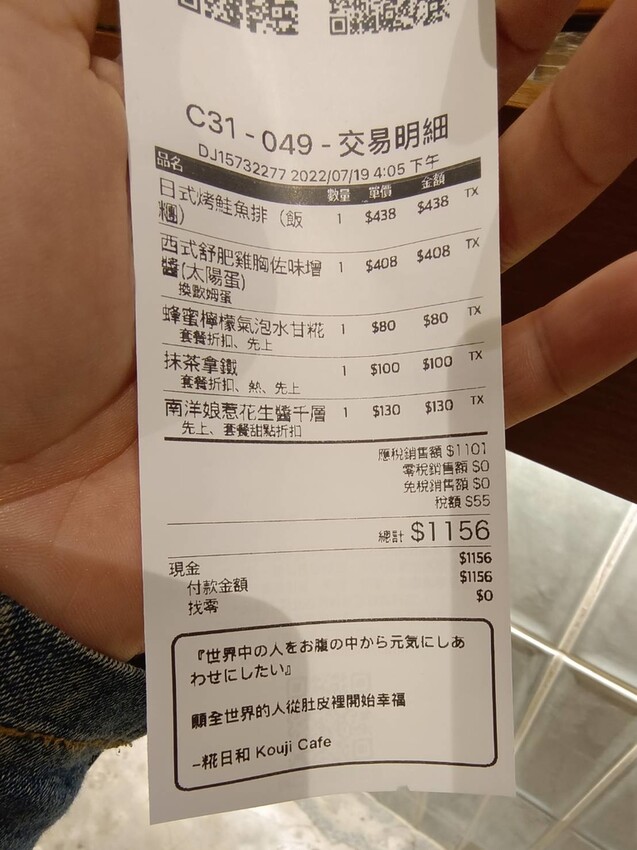 C31 - 049 - 交易明細
DJ15732277 2022/07/19 4:05 下午
品名 數量 單價 金額
日式烤鮭魚排（飯 1 $438 $438 TX
糰）
西式舒肥雞胸佐味增 1 $408 $408 TX
醬(太陽蛋)
換歐姆蛋
蜂蜜檸檬氣泡水甘糀 1 $80 $80 TX
套餐折扣、先上
抹茶拿鐵 1 $100 $100 TX
套餐折扣、熱、先上
南洋娘惹花生醬千層 1 $130 $130 TX
先上、套餐甜點折扣
應稅銷售額 $1101
零稅銷售額 $0
免稅銷售額 $0
稅額 $55
總計 $1156
現金 $1156
付款金額 $1156
找零 $0
『世界中の人をお腹の中から元気にしあ
わせにしたい』
願全世界的人從肚皮裡開始幸福
–糀日和 Kouji Cafe